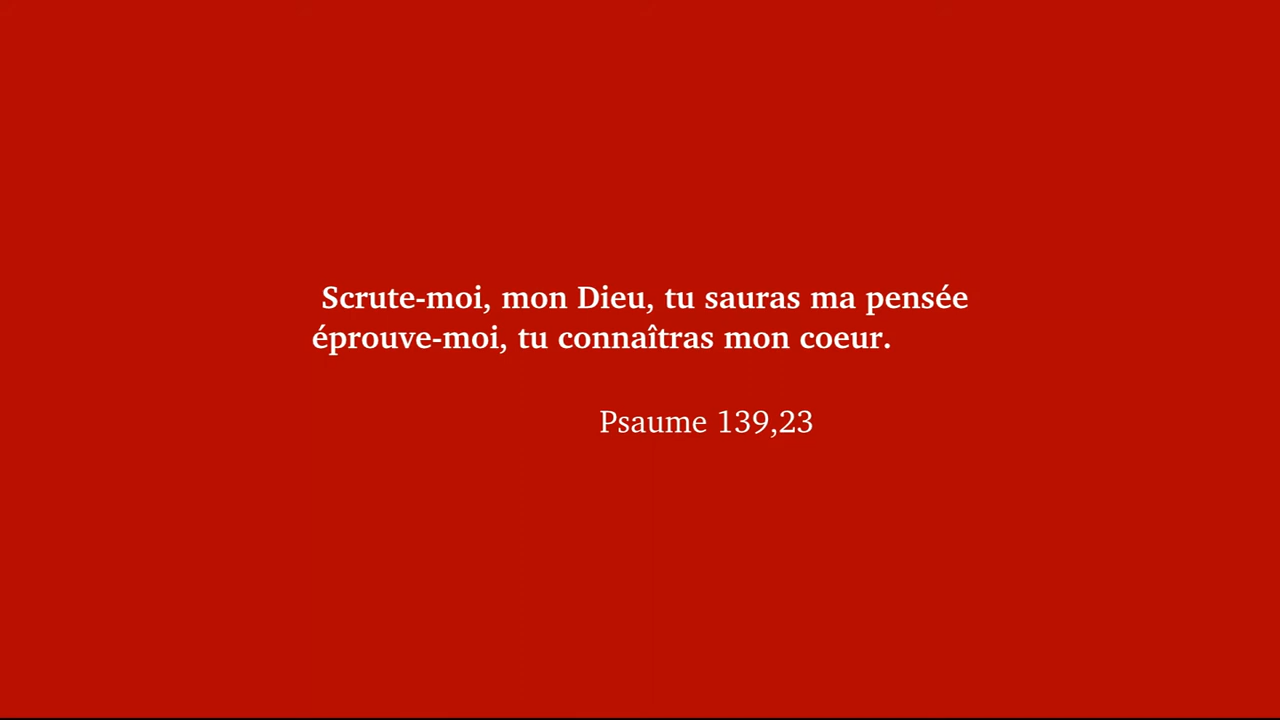 Scrute-moi, mon Dieu, tu sauras ma pensée
éprouve-moi, tu connaîtras mon coeur.
Psaume 139,23